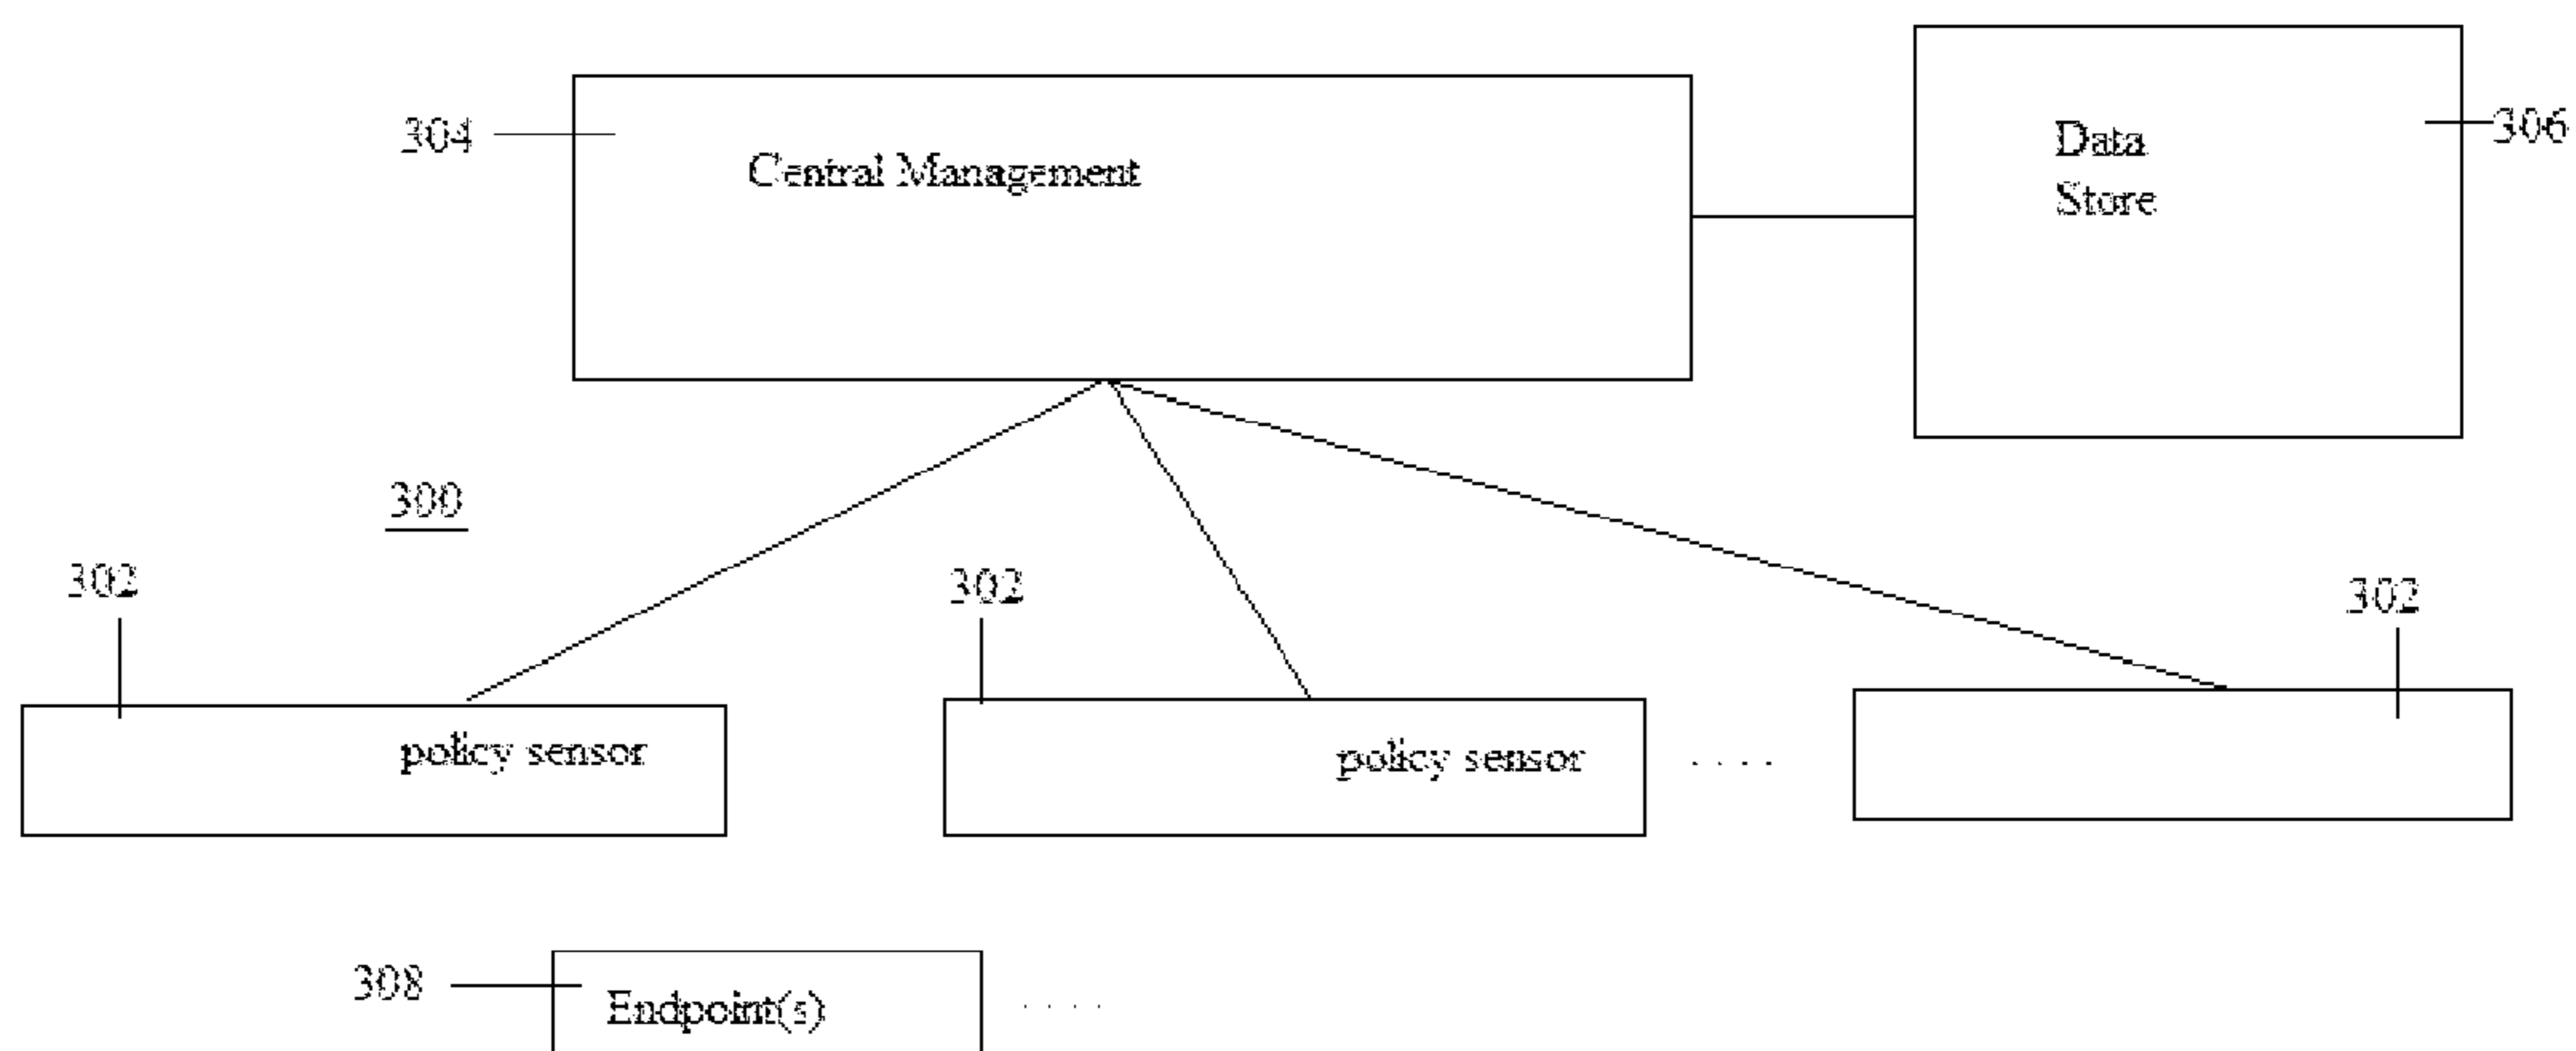 304
Central Management
Data
Store
306
300
302
302
302
policy sensor
policy sensor
. . . .
308
Endpoint(s)
. . . .